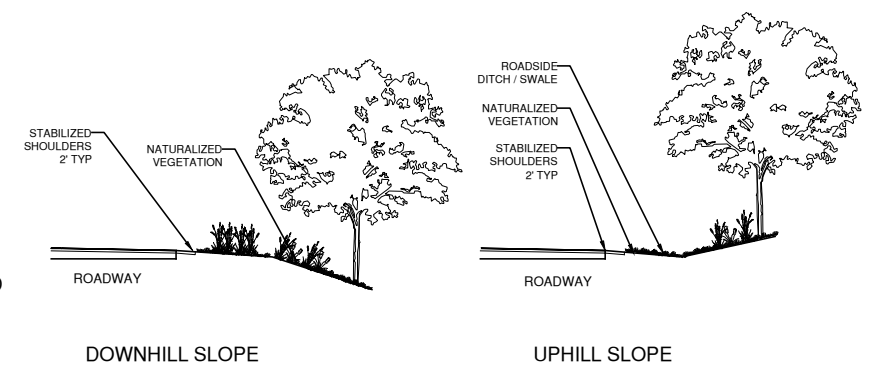 STABILIZED
SHOULDERS
2' TYP
NATURALIZED
VEGETATION
ROADWAY
DOWNHILL SLOPE
ROADSIDE
DITCH / SWALE
NATURALIZED
VEGETATION
STABILIZED
SHOULDERS
2' TYP
ROADWAY
UPHILL SLOPE